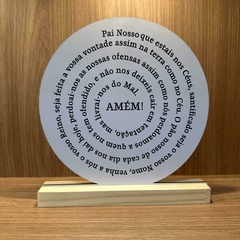 Pai Nosso que estais nos Céus, santificado seja o vosso Nome, venha a nós o vosso Reino, seja feita a vossa vontade assim na terra como no Céu. O pão nosso de cada dia nos dai hoje, perdoai-nos as nossas ofensas assim como nós Perdoamos a quem nos tem ofendido, e não nos deixeis cair em tentação, mas livrai-nos do Mal.
AMÉM!